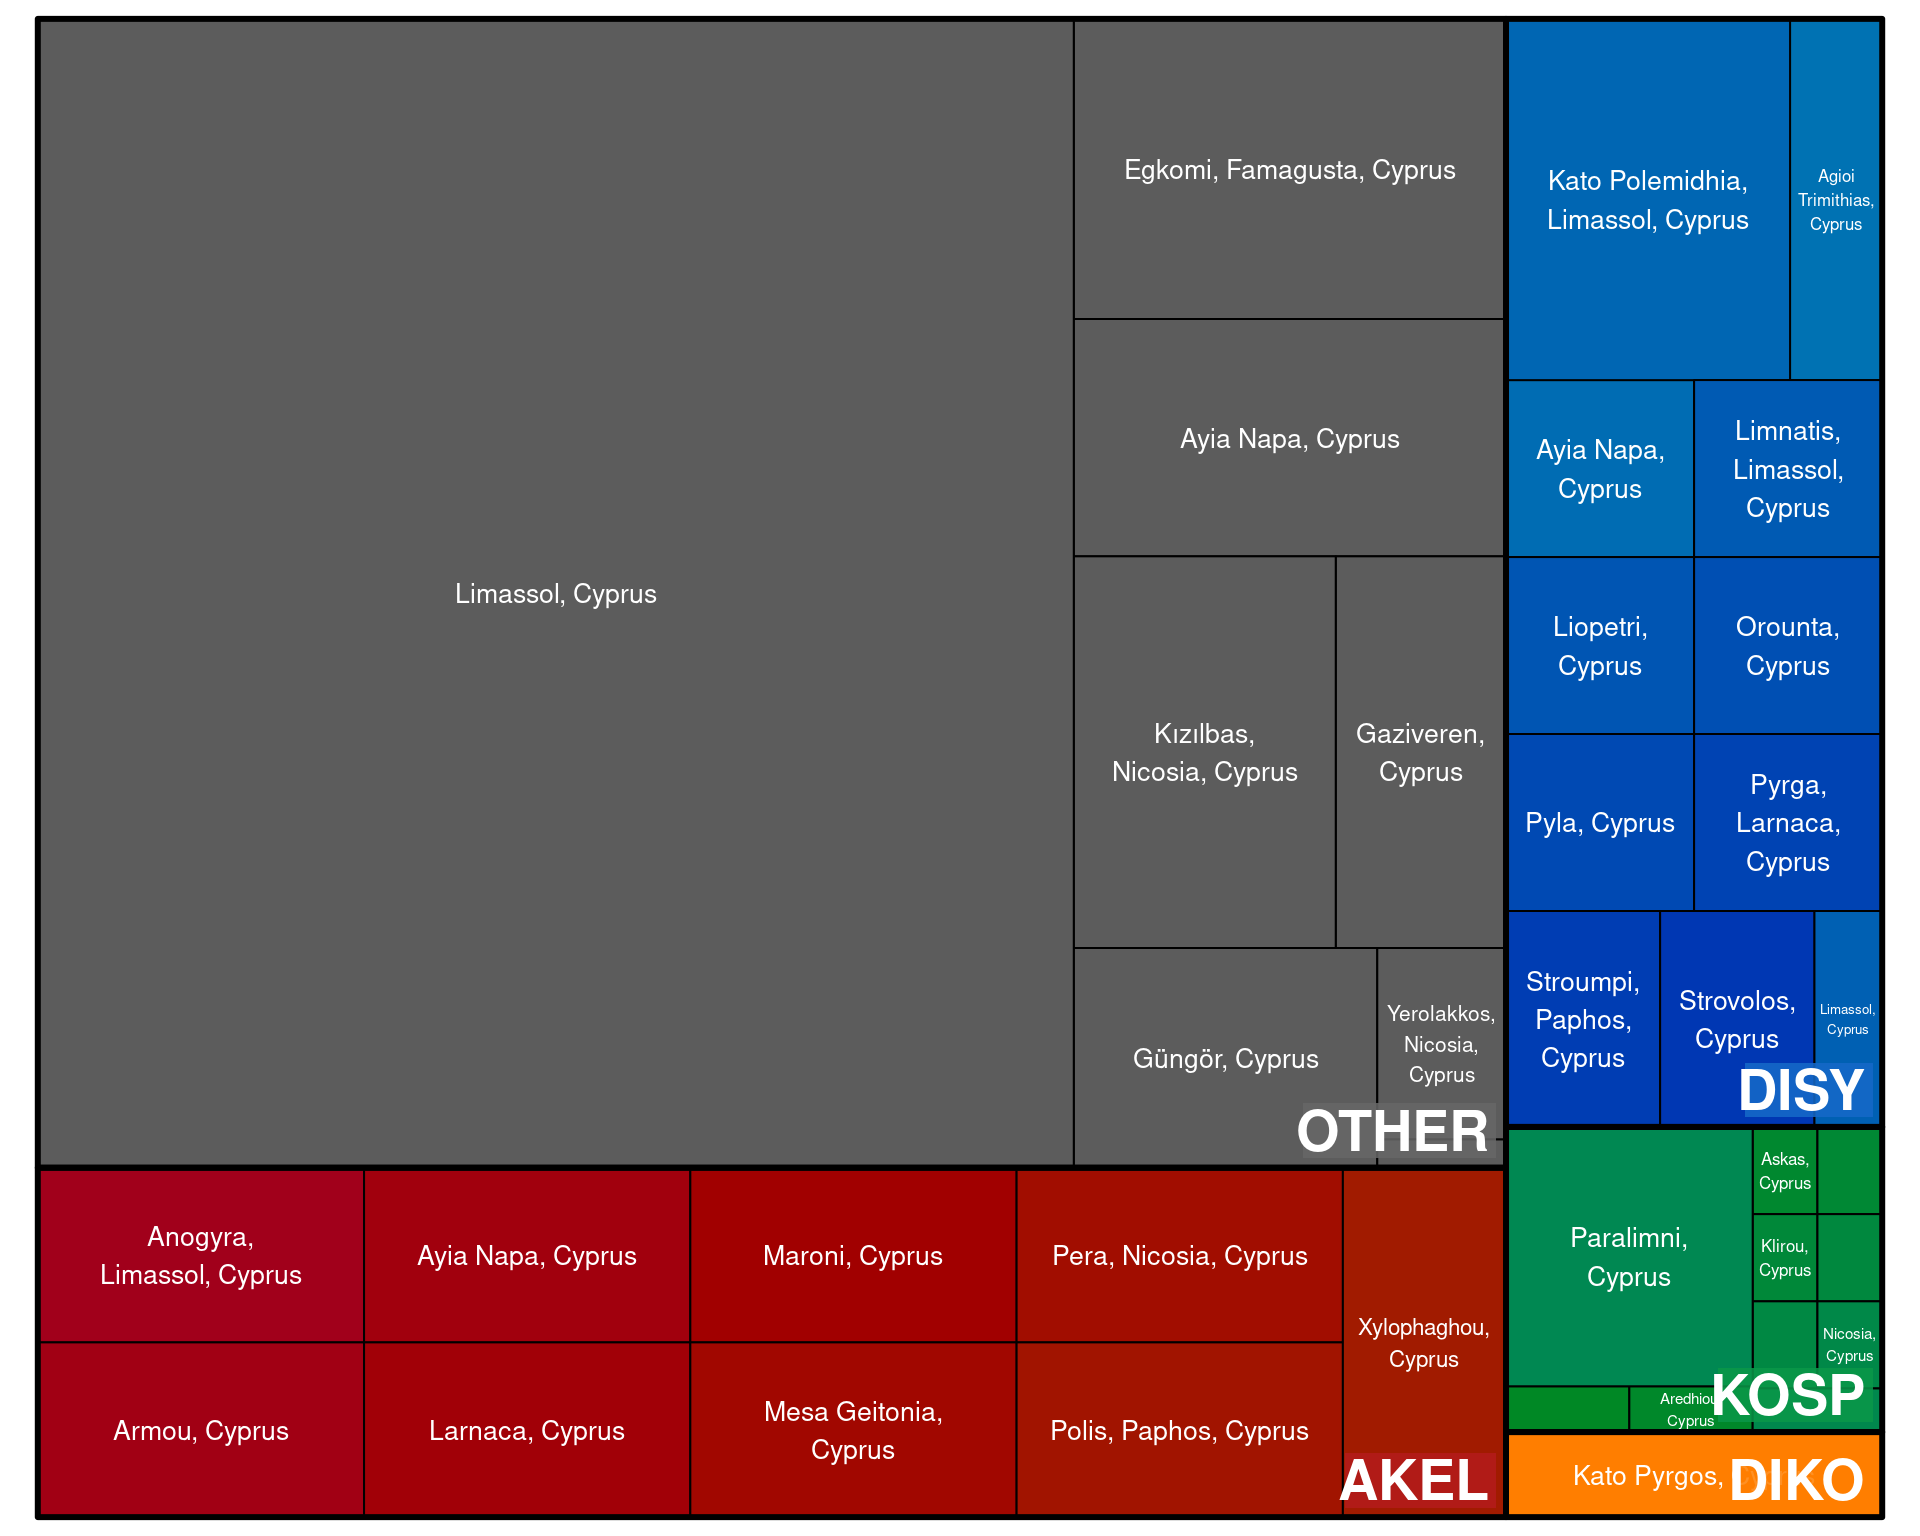 Limassol, Cyprus
Egkomi, Famagusta, Cyprus
Ayia Napa, Cyprus
Kızılbas,
Nicosia, Cyprus
Gaziveren,
Cyprus
Güngör, Cyprus
Yerolakkos,
Nicosia,
Cyprus
OTHER
Anogyra,
Limassol, Cyprus
Ayia Napa, Cyprus
Maroni, Cyprus
Pera, Nicosia, Cyprus
Armou, Cyprus
Larnaca, Cyprus
Mesa Geitonia,
Cyprus
Polis, Paphos, Cyprus
Xylophaghou,
Cyprus
AKEL
Kato Polemidhia,
Limassol, Cyprus
Agioi
Trimithias,
Cyprus
Ayia Napa,
Cyprus
Limnatis,
Limassol,
Cyprus
Liopetri,
Cyprus
Orounta,
Cyprus
Pyla, Cyprus
Pyrga,
Larnaca,
Cyprus
Stroumpi,
Paphos,
Cyprus
Strovolos,
Cyprus
Limassol,
Cyprus
DISY
Paralimni,
Cyprus
Askas,
Cyprus
Klirou,
Cyprus
Nicosia,
Cyprus
Aredhiou
Cyprus
KOSP
Kato Pyrgos,
DIKO